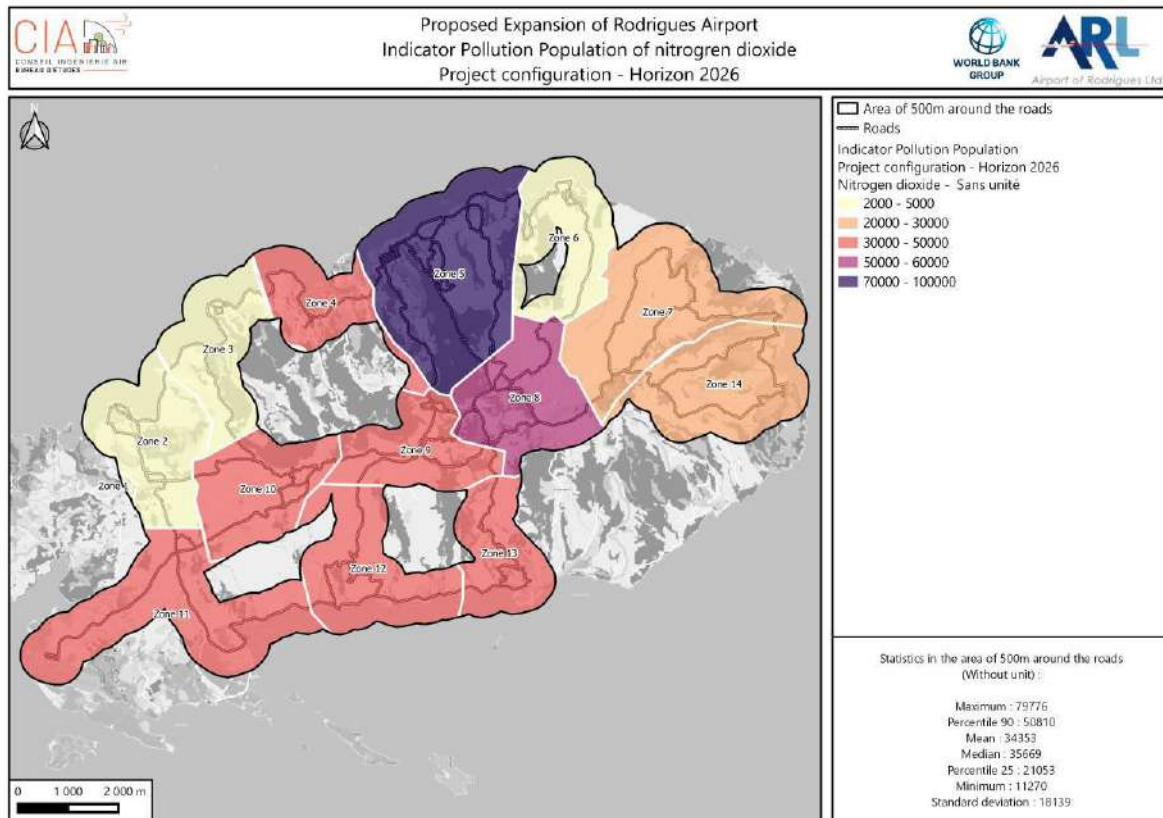 CIA
CONSEIL INGENIERIE AIR
BUREAU D'ETUDES
Proposed Expansion of Rodrigues Airport
Indicator Pollution Population of nitrogren dioxide
Project configuration - Horizon 2026
WORLD BANK
GROUP
ARL
Airport of Rodrigues Ltd
N
Area of 500m around the roads
Roads
Indicator Pollution Population
Project configuration - Horizon 2026
Nitrogen dioxide - Sans unité
2000 - 5000
20000 - 30000
30000 - 50000
50000 - 60000
70000 - 100000
Zone 6
Zone 5
Zone 4
Zone 7
Zone 3
Zone 14
Zone 8
Zone 2
Zone 9
Zone 1
Zone 10
Zone 13
Zone 12
Zone 11
0 1 000 2 000 m
Statistics in the area of 500m around the roads
(Without unit) :
Maximum : 79776
Percentile 90 : 50810
Mean : 34353
Median : 35669
Percentile 25 : 21053
Minimum : 11270
Standard deviation : 18139